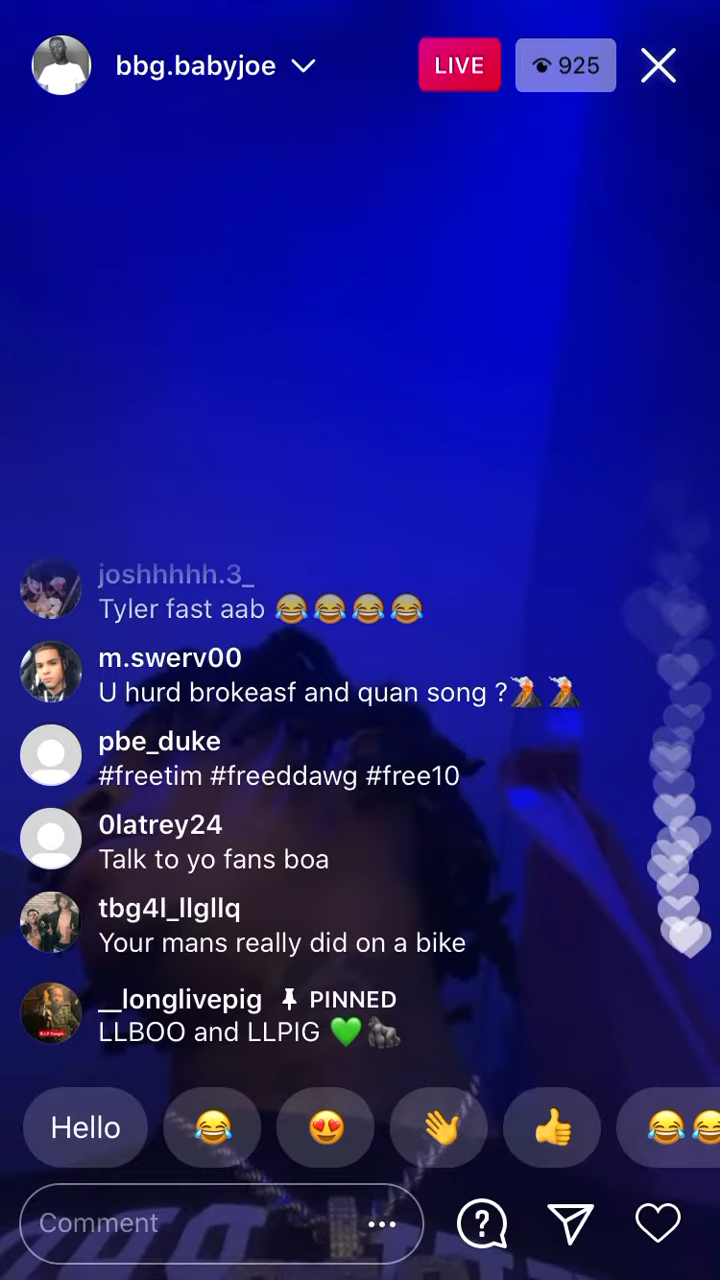 bbg.babyjoe
LIVE
925
joshhhhh.3_
Tyler fast aab 😂😂😂😂
m.swerv00
U hurd brokeasf and quan song ?🌋🌋
pbe_duke
#freetim #freeddawg #free10
0latrey24
Talk to yo fans boa
tbg4l_llgllq
Your mans really did on a bike
__longlivepig PINNED
LLBOO and LLPIG 💚🦍
Hello 😂 😍 👋 👍 😂😂
Comment